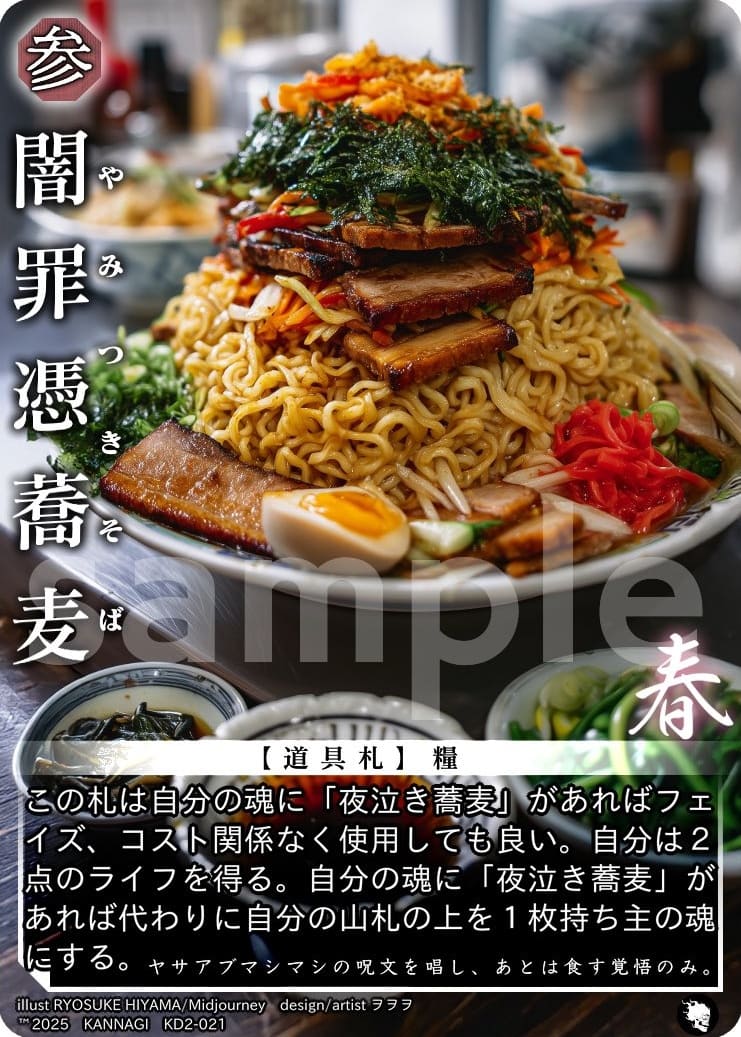 参
闇罪憑蕎麦
やみつきそば
sample
春
【道具札】糧
この札は自分の魂に「夜泣き蕎麦」があればフェ
イズ、コスト関係なく使用しても良い。自分は２
点のライフを得る。自分の魂に「夜泣き蕎麦」が
あれば代わりに自分の山札の上を１枚持ち主の魂
にする。
ヤサアブマシマシの呪文を唱し、あとは食す覚悟のみ。
illust RYOSUKE HIYAMA/Midjourney design/artist ヲヲヲ
™2025 KANNAGI KD2-021